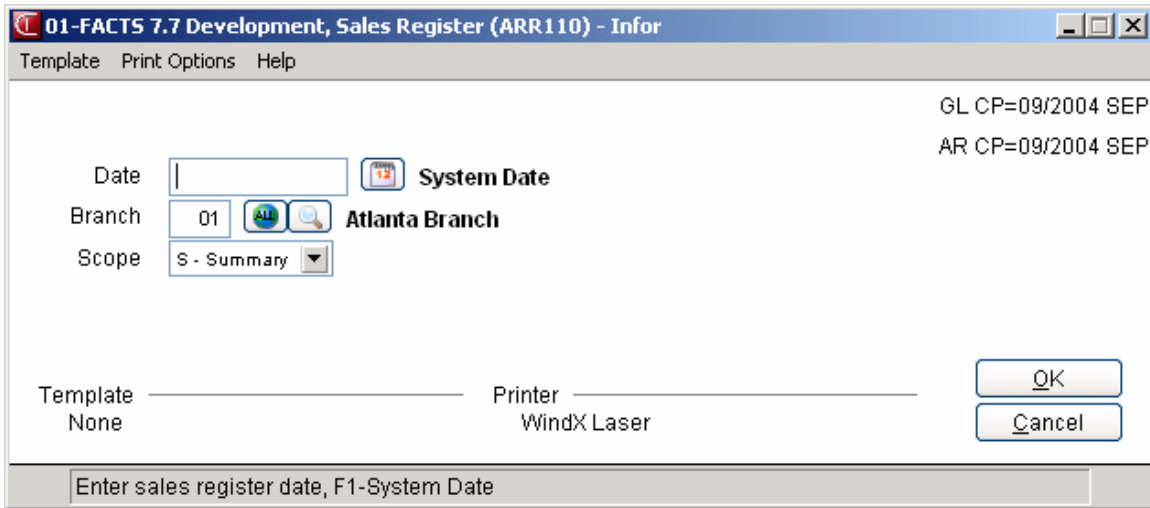 01-FACTS 7.7 Development, Sales Register (ARR110) - Infor
Template Print Options Help
GL CP=09/2004 SEP
AR CP=09/2004 SEP
Date 12 System Date
Branch 01 ALL Atlanta Branch
Scope S - Summary
Template Printer
None WindX Laser
OK
Cancel
Enter sales register date, F1-System Date